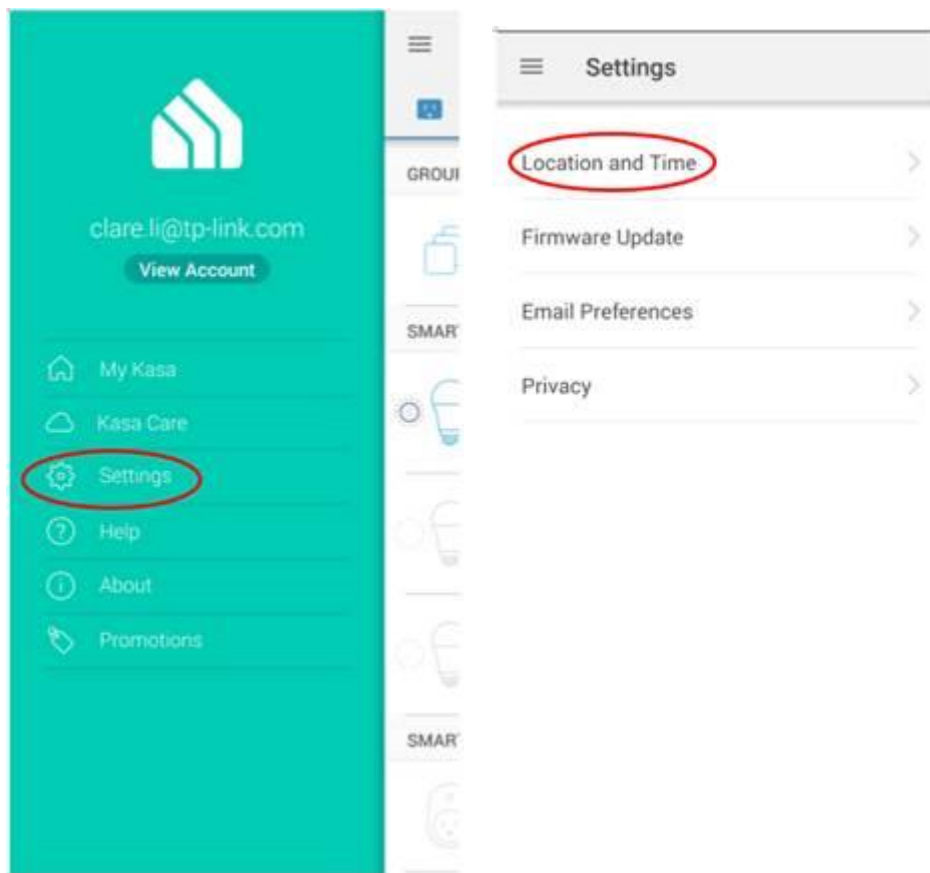 clare.li@tp-link.com
View Account
My Kasa
Kasa Care
Settings
Help
About
Promotions
GROUP
SMAR
SMAR
Settings
Location and Time
Firmware Update
Email Preferences
Privacy